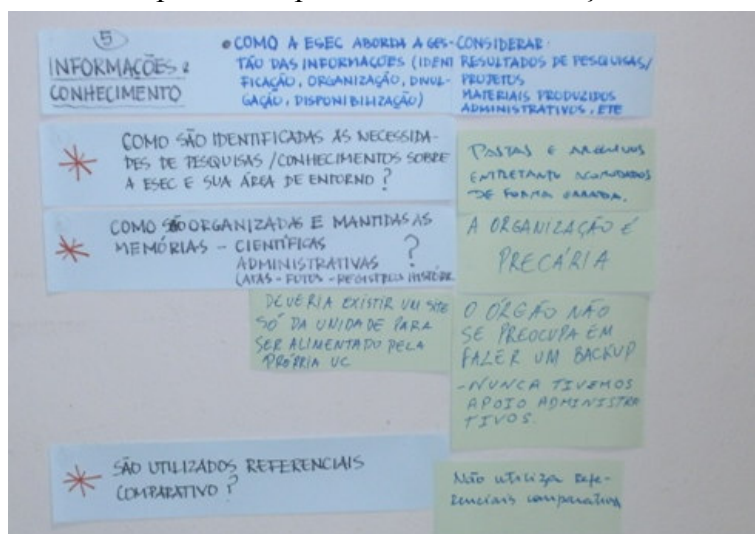 5
INFORMAÇÕES &
CONHECIMENTO
• COMO A ESEC ABORDA A GES-
TÃO DAS INFORMAÇÕES (IDENTI
FICAÇÃO, ORGANIZAÇÃO, DIVUL-
GAÇÃO, DISPONIBILIZAÇÃO)
CONSIDERAR:
RESULTADOS DE PESQUISAS/
PROJETOS
MATERIAIS PRODUZIDOS
ADMINISTRATIVOS, ETC
COMO SÃO IDENTIFICADAS AS NECESSIDA-
DES DE PESQUISAS / CONHECIMENTOS SOBRE
A ESEC E SUA ÁREA DE ENTORNO ?
PASTAS E ARQUIVOS
ENTRETANTO
DE FORMA ERRADA.
COMO SÃO ORGANIZADAS E MANTIDAS AS
MEMÓRIAS - CIENTÍFICAS
ADMINISTRATIVAS ?
(ATAS - FOTOS - REGISTROS
A ORGANIZAÇÃO É
PRECÁRIA
DEVERIA EXISTIR UM SITE
SÓ DA UNIDADE PARA
SER ALIMENTADO PELA
PRÓPRIA UC
O ÓRGÃO NÃO
SE PREOCUPA EM
FAZER UM BACKUP
- NUNCA TIVEMOS
APOIO ADMINISTRA
TIVOS.
SÃO UTILIZADOS REFERENCIAIS
COMPARATIVO ?
Não utiliza refe-
renciais comparativos